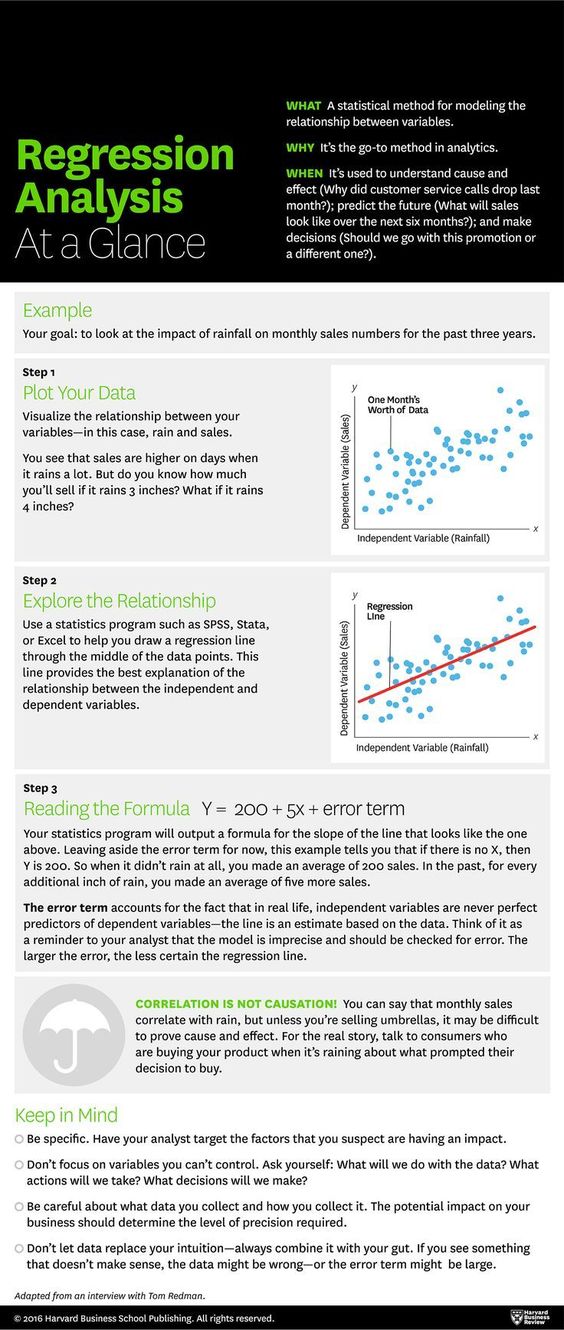 Regression
Analysis
At a Glance
WHAT A statistical method for modeling the
relationship between variables.
WHY It's the go-to method in analytics.
WHEN It's used to understand cause and
effect (Why did customer service calls drop last
month?); predict the future (What will sales
look like over the next six months?); and make
decisions (Should we go with this promotion or
a different one?).
Example
Your goal: to look at the impact of rainfall on monthly sales numbers for the past three years.
Step 1
Plot Your Data
Visualize the relationship between your
variables—in this case, rain and sales.
You see that sales are higher on days when
it rains a lot. But do you know how much
you'll sell if it rains 3 inches? What if it rains
4 inches?
y
One Month's
Worth of Data
Dependent Variable (Sales)
x
Independent Variable (Rainfall)
Step 2
Explore the Relationship
Use a statistics program such as SPSS, Stata,
or Excel to help you draw a regression line
through the middle of the data points. This
line provides the best explanation of the
relationship between the independent and
dependent variables.
y
Regression
Line
Dependent Variable (Sales)
x
Independent Variable (Rainfall)
Step 3
Reading the Formula Y = 200 + 5x + error term
Your statistics program will output a formula for the slope of the line that looks like the one
above. Leaving aside the error term for now, this example tells you that if there is no X, then
Y is 200. So when it didn't rain at all, you made an average of 200 sales. In the past, for every
additional inch of rain, you made an average of five more sales.
The error term accounts for the fact that in real life, independent variables are never perfect
predictors of dependent variables—the line is an estimate based on the data. Think of it as
a reminder to your analyst that the model is imprecise and should be checked for error. The
larger the error, the less certain the regression line.
CORRELATION IS NOT CAUSATION! You can say that monthly sales
correlate with rain, but unless you're selling umbrellas, it may be difficult
to prove cause and effect. For the real story, talk to consumers who
are buying your product when it's raining about what prompted their
decision to buy.
Keep in Mind
Be specific. Have your analyst target the factors that you suspect are having an impact.
Don't focus on variables you can't control. Ask yourself: What will we do with the data? What
actions will we take? What decisions will we make?
Be careful about what data you collect and how you collect it. The potential impact on your
business should determine the level of precision required.
Don't let data replace your intuition—always combine it with your gut. If you see something
that doesn't make sense, the data might be wrong—or the error term might be large.
Adapted from an interview with Tom Redman.
© 2016 Harvard Business School Publishing. All rights reserved.
Harvard
Business
Review